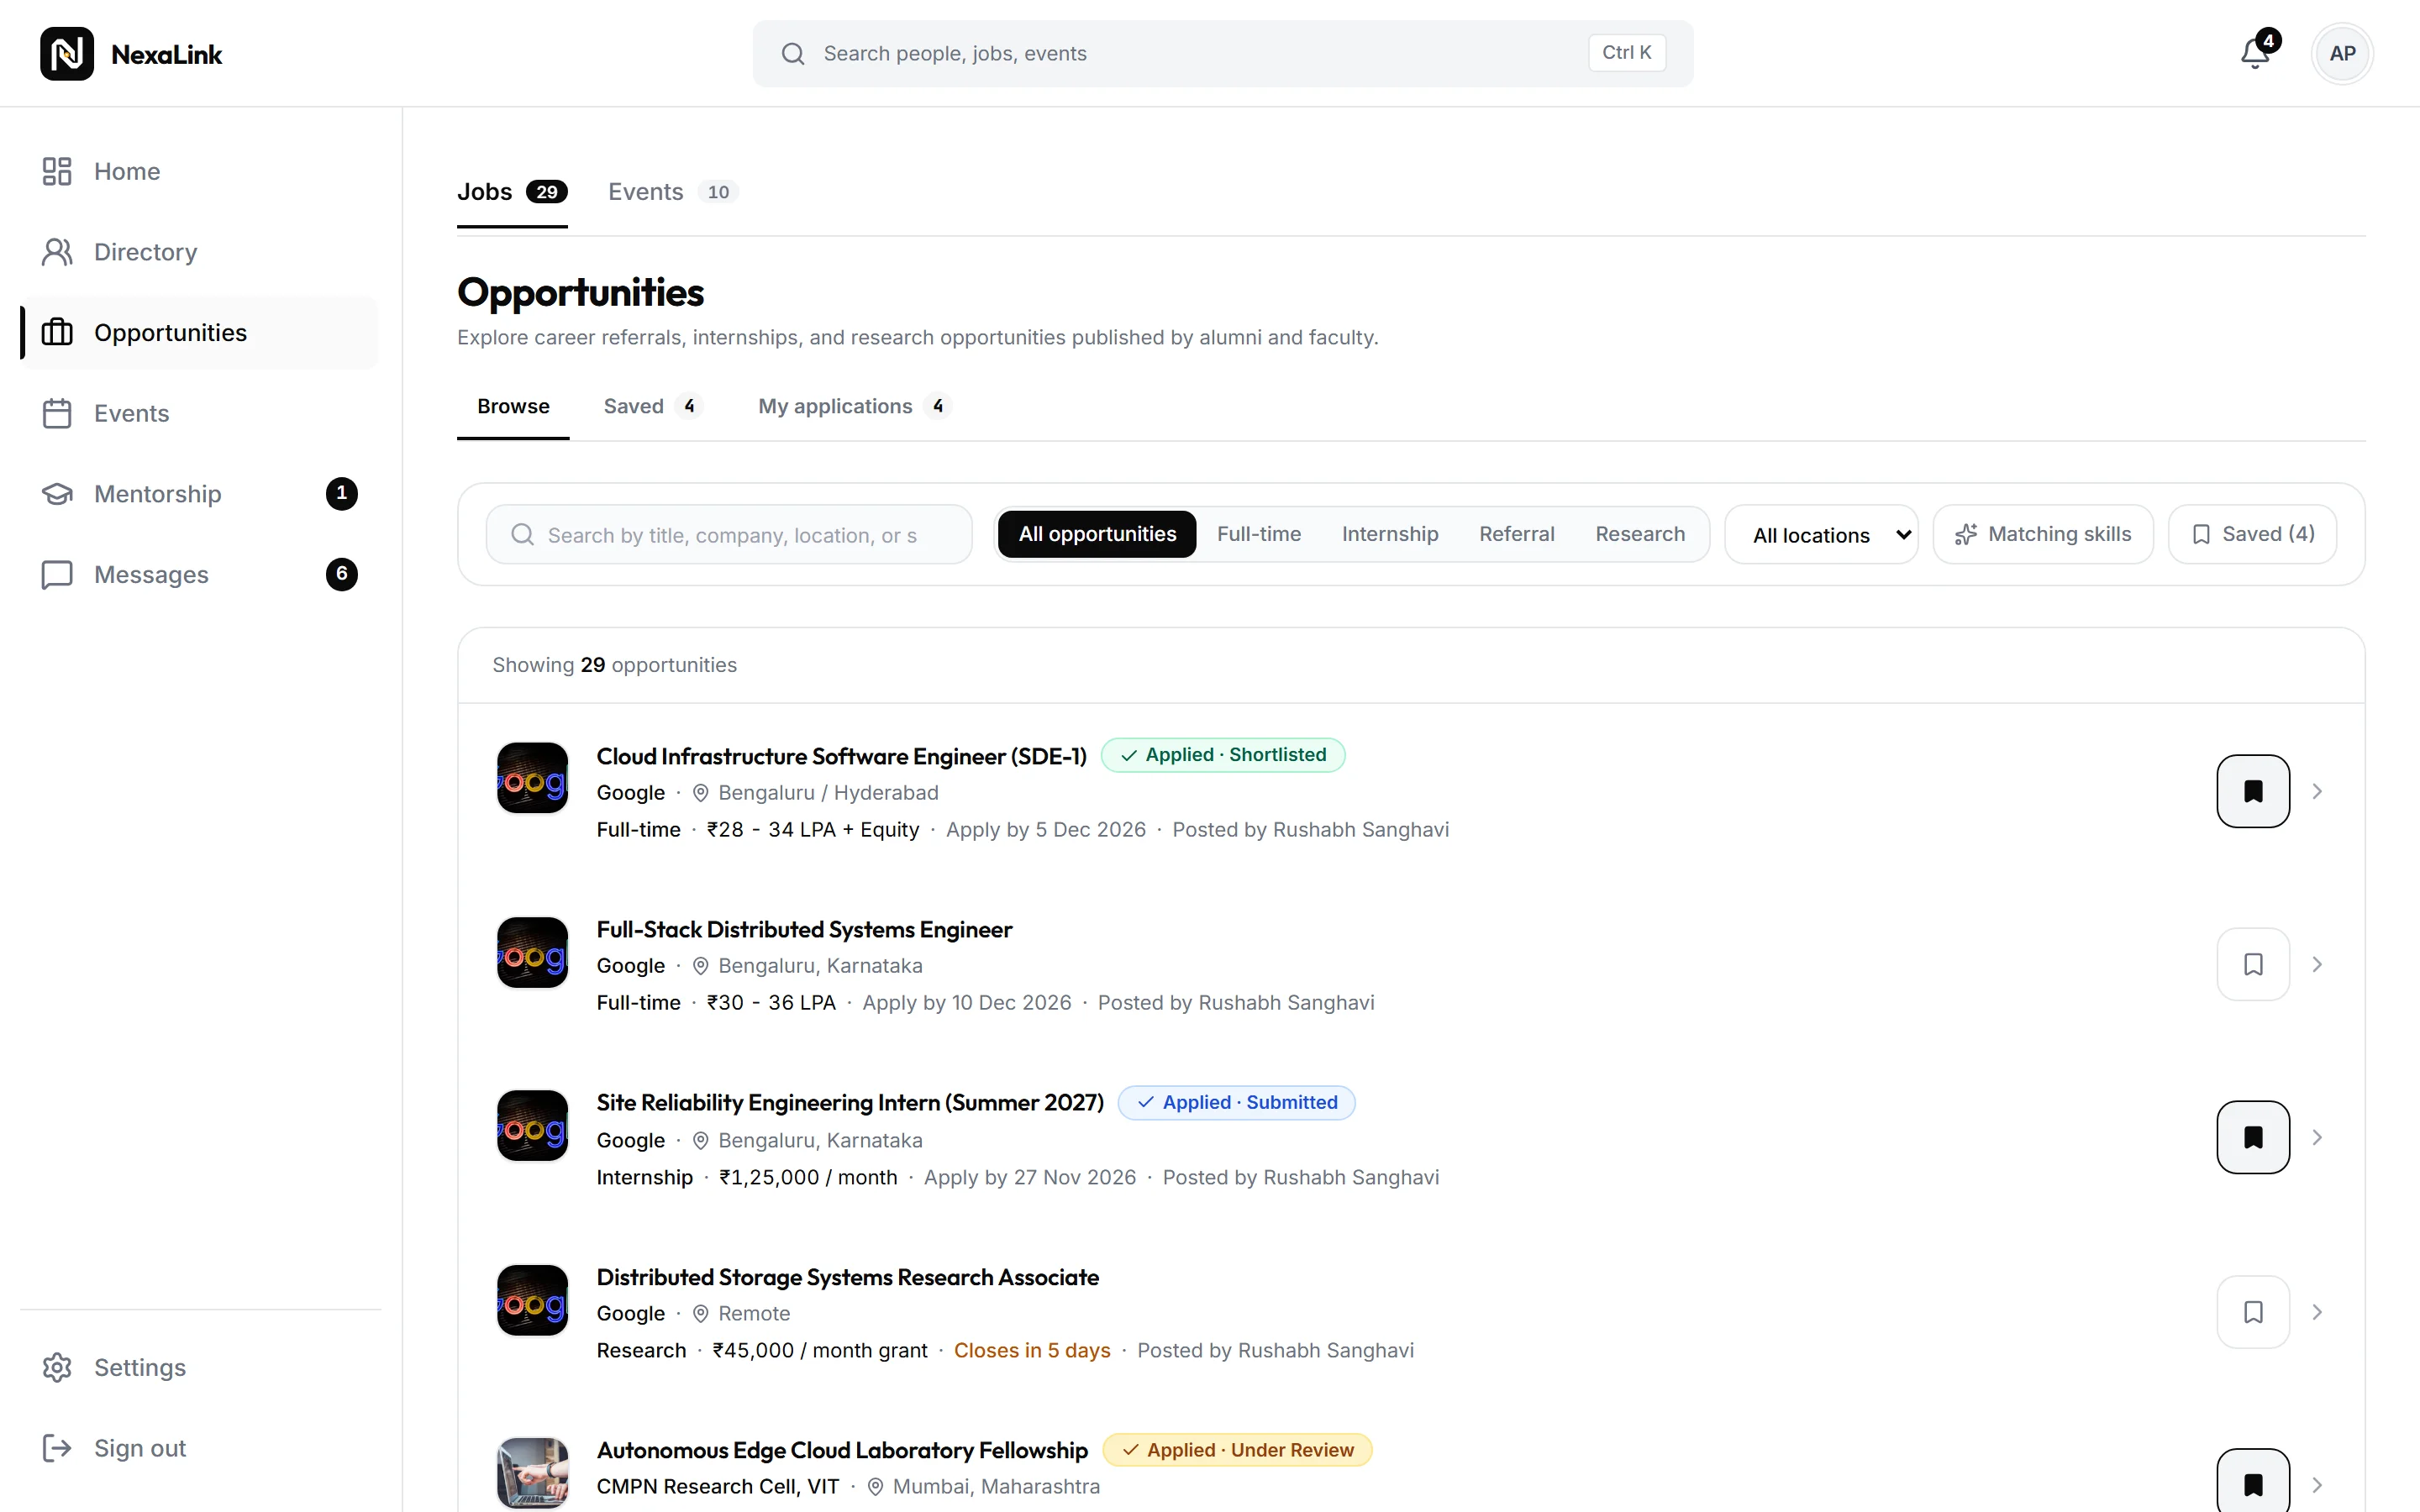 NexaLink
Search people, jobs, events
Ctrl K
4
AP
Home
Directory
Opportunities
Events
Mentorship 1
Messages 6
Settings
Sign out
Jobs 29 Events 10
Opportunities
Explore career referrals, internships, and research opportunities published by alumni and faculty.
Browse Saved 4 My applications 4
Search by title, company, location, or s
All opportunities Full-time Internship Referral Research
All locations
Matching skills
Saved (4)
Showing 29 opportunities
Cloud Infrastructure Software Engineer (SDE-1) Applied · Shortlisted
Google · Bengaluru / Hyderabad
Full-time · ₹28 - 34 LPA + Equity · Apply by 5 Dec 2026 · Posted by Rushabh Sanghavi
Full-Stack Distributed Systems Engineer
Google · Bengaluru, Karnataka
Full-time · ₹30 - 36 LPA · Apply by 10 Dec 2026 · Posted by Rushabh Sanghavi
Site Reliability Engineering Intern (Summer 2027) Applied · Submitted
Google · Bengaluru, Karnataka
Internship · ₹1,25,000 / month · Apply by 27 Nov 2026 · Posted by Rushabh Sanghavi
Distributed Storage Systems Research Associate
Google · Remote
Research · ₹45,000 / month grant · Closes in 5 days · Posted by Rushabh Sanghavi
Autonomous Edge Cloud Laboratory Fellowship Applied · Under Review
CMPN Research Cell, VIT · Mumbai, Maharashtra